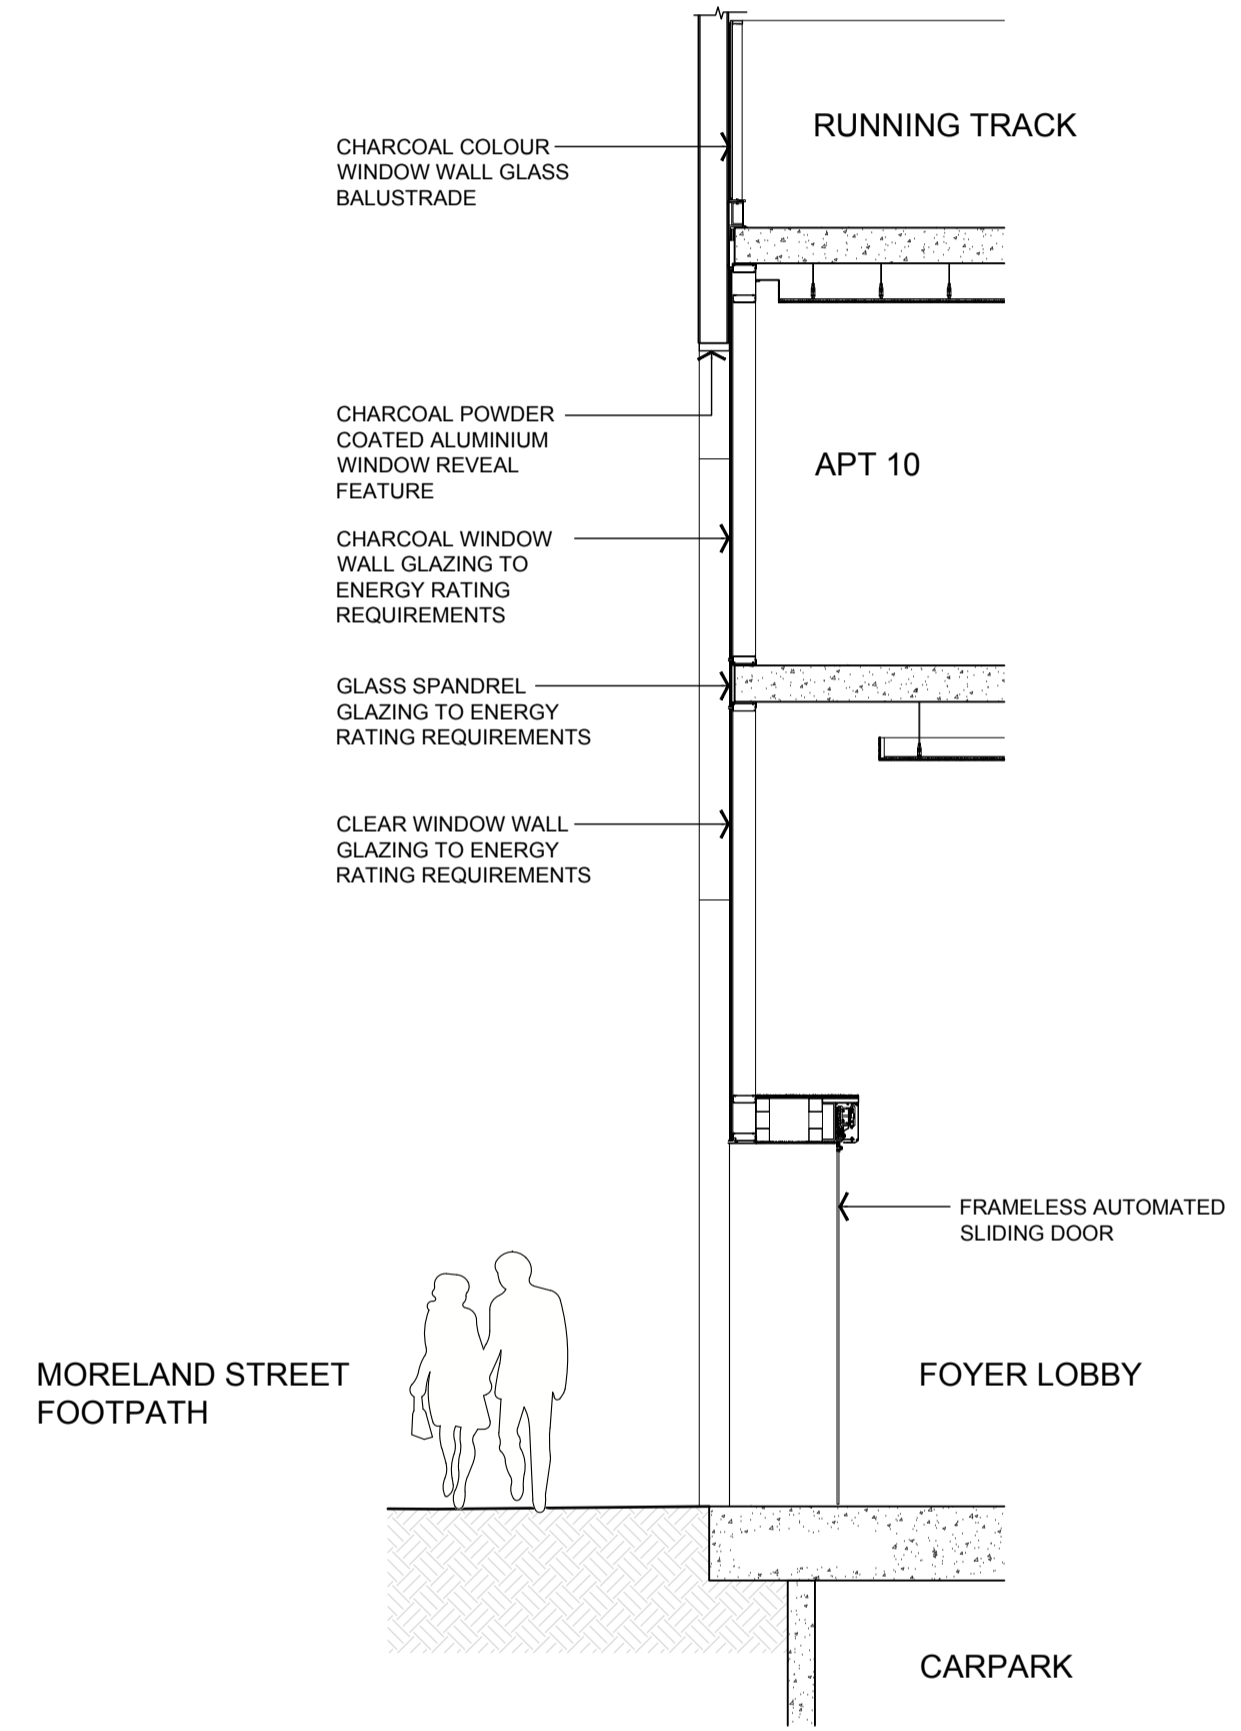 RUNNING TRACK
CHARCOAL COLOUR
WINDOW WALL GLASS
BALUSTRADE
CHARCOAL POWDER
COATED ALUMINIUM
WINDOW REVEAL
FEATURE
APT 10
CHARCOAL WINDOW
WALL GLAZING TO
ENERGY RATING
REQUIREMENTS
GLASS SPANDREL
GLAZING TO ENERGY
RATING REQUIREMENTS
CLEAR WINDOW WALL
GLAZING TO ENERGY
RATING REQUIREMENTS
FRAMELESS AUTOMATED
SLIDING DOOR
MORELAND STREET
FOOTPATH
FOYER LOBBY
CARPARK